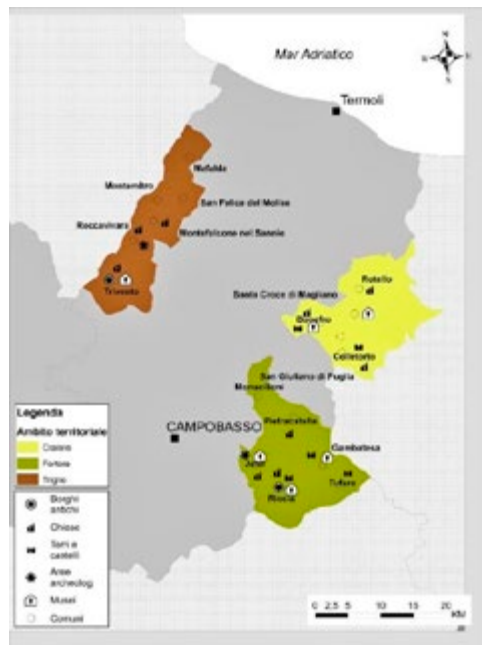 Mar Adriatico
Termoli
Mafalda
Montemitro
San Felice del Molise
Roccavivara
Montefalcone nel Sannio
Trivento
Rotello
Santa Croce di Magliano
Bonefro
Colletorto
San Giuliano di Puglia
Monacilioni
Pietracatella
CAMPOBASSO
Gambatesa
Jelsi
Tufara
Riccia
Legenda
Ambito territoriale
Fortore
Trigno
Borghi
antichi
Chiese
Torri e
castelli
Aree
archeolog.
Musei
Comuni
0 2,5 5 10 15 20
KM